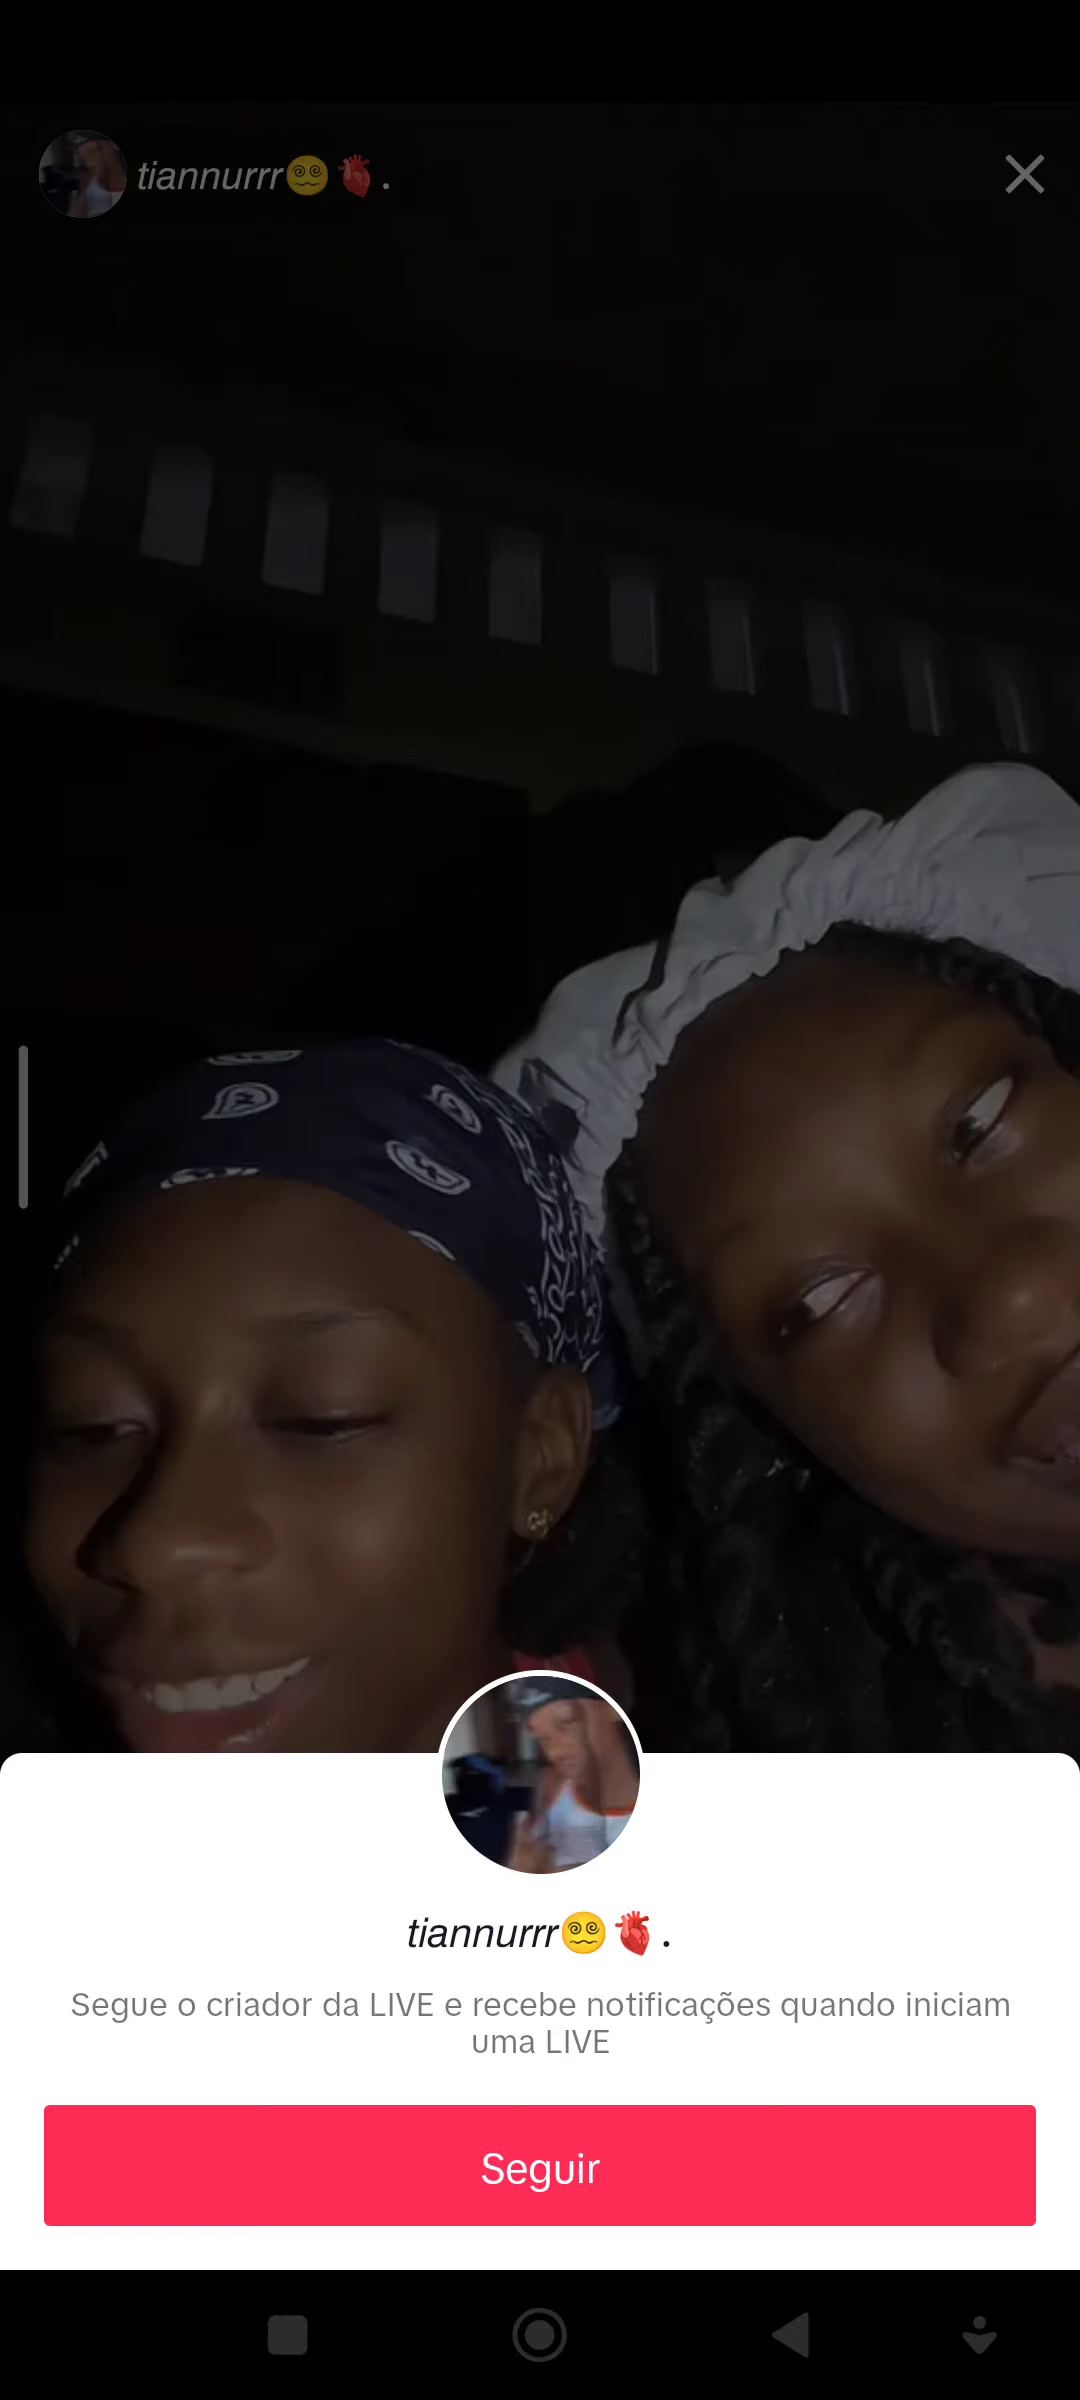 tiannurrr😵‍💫🫀.
tiannurrr😵‍💫🫀.
Segue o criador da LIVE e recebe notificações quando iniciam
uma LIVE
Seguir